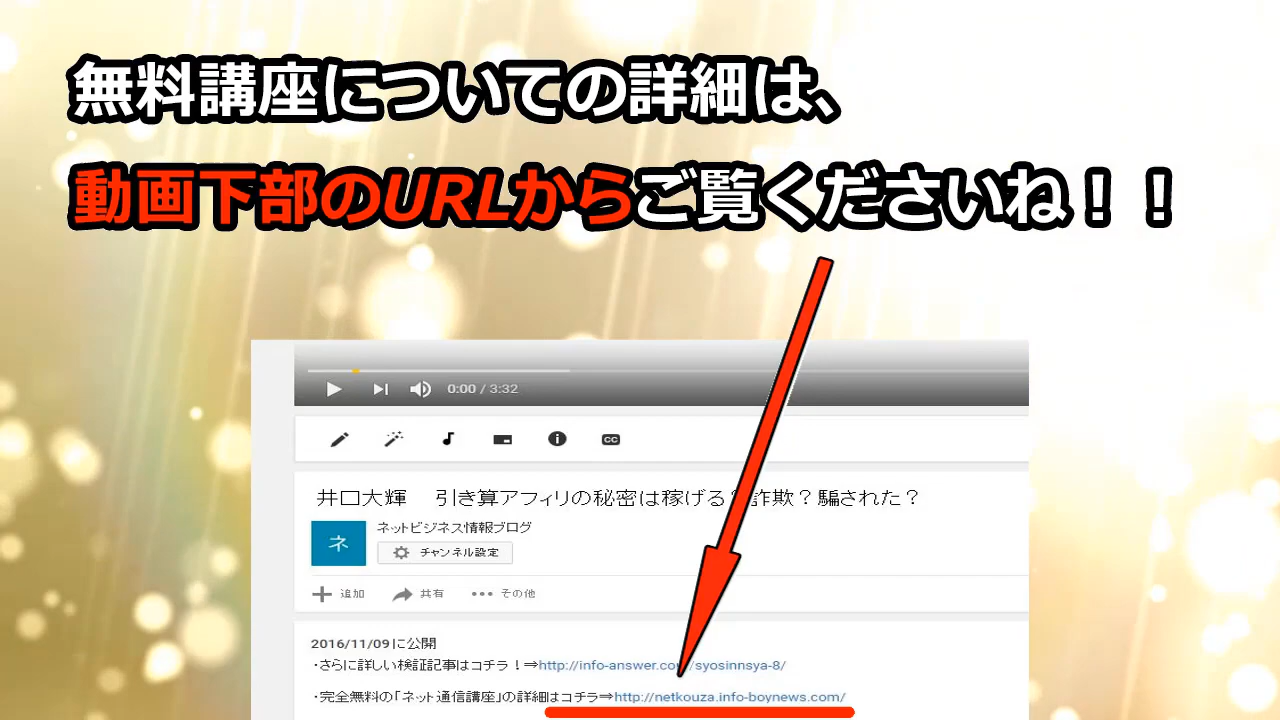 無料講座についての詳細は、
動画下部のURLからご覧くださいね！！
0:00 / 3:32
CC
井口大輝　引き算アフィリの秘密は稼げる？詐欺？騙された？
ネ
ネットビジネス情報ブログ
チャンネル設定
追加
共有
その他
2016/11/09 に公開
・さらに詳しい検証記事はコチラ！⇒http://info-answer.com/syosinnsya-8/
・完全無料の「ネット通信講座」の詳細はコチラ⇒http://netkouza.info-boynews.com/